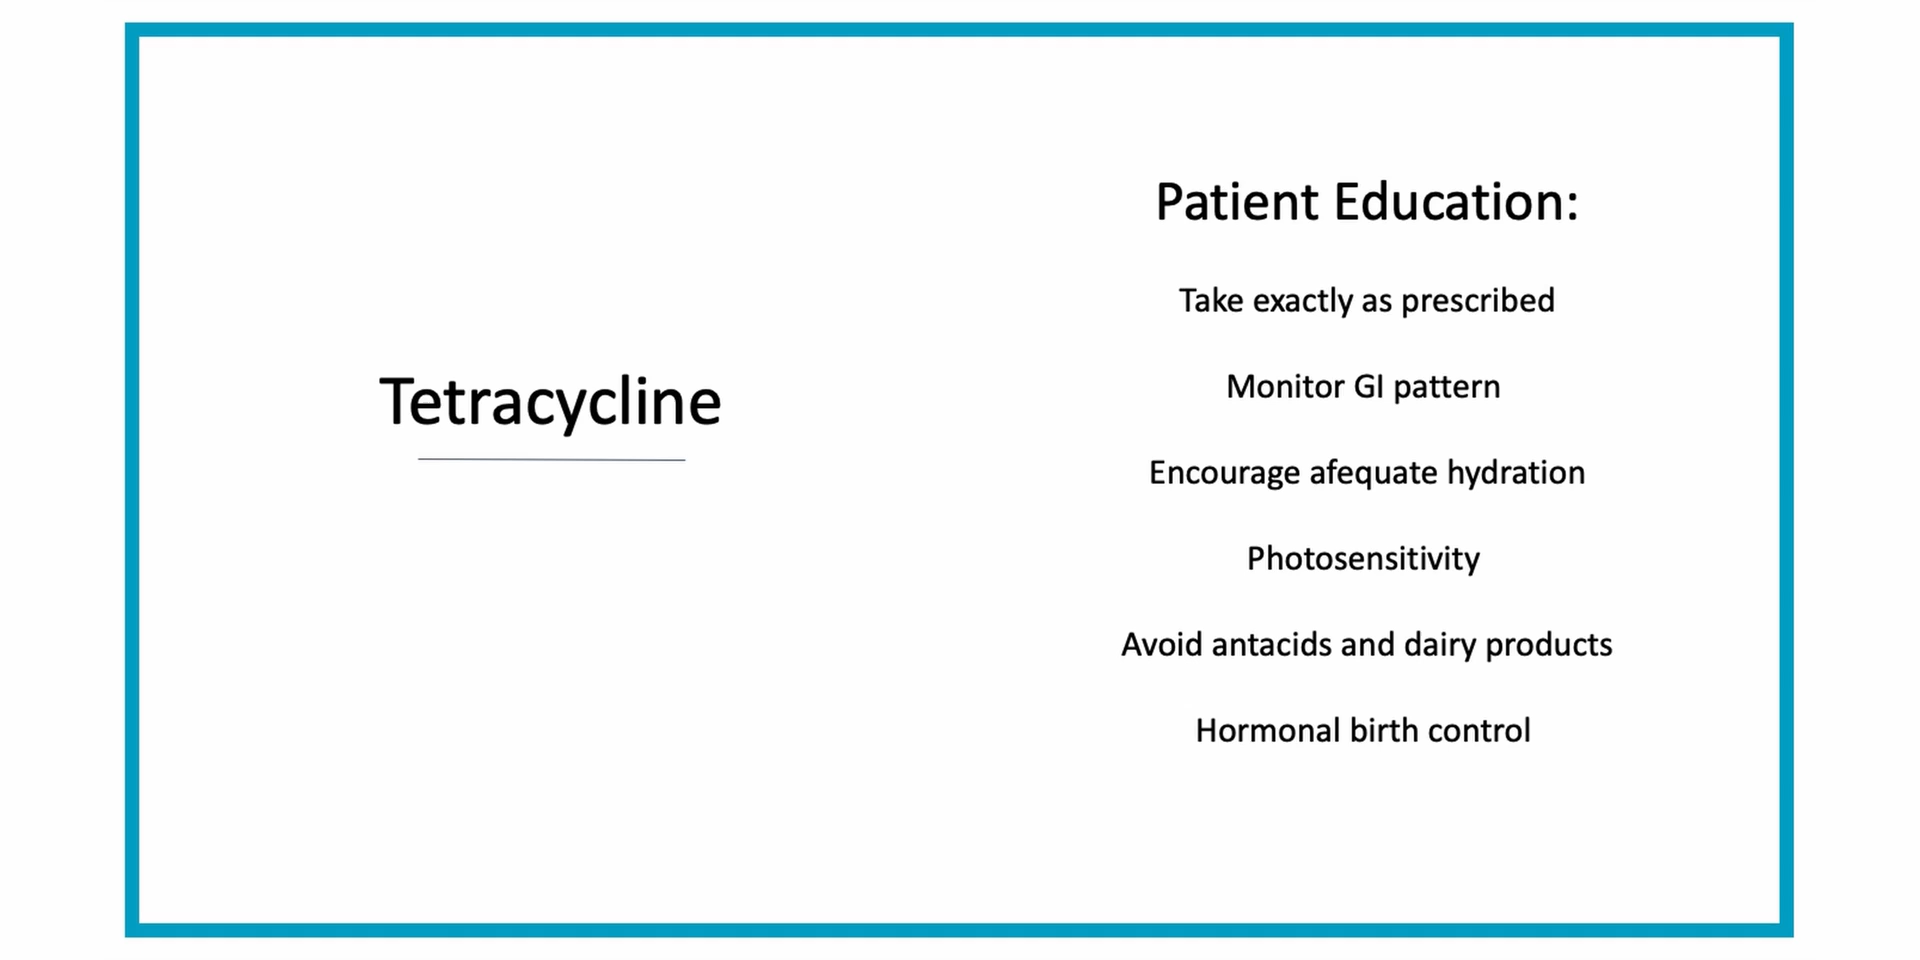 Tetracycline
Patient Education:
Take exactly as prescribed
Monitor GI pattern
Encourage afequate hydration
Photosensitivity
Avoid antacids and dairy products
Hormonal birth control